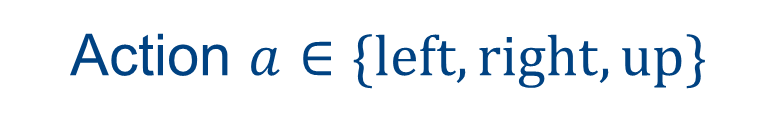 Action 𝑎 ∈ {left, right, up}